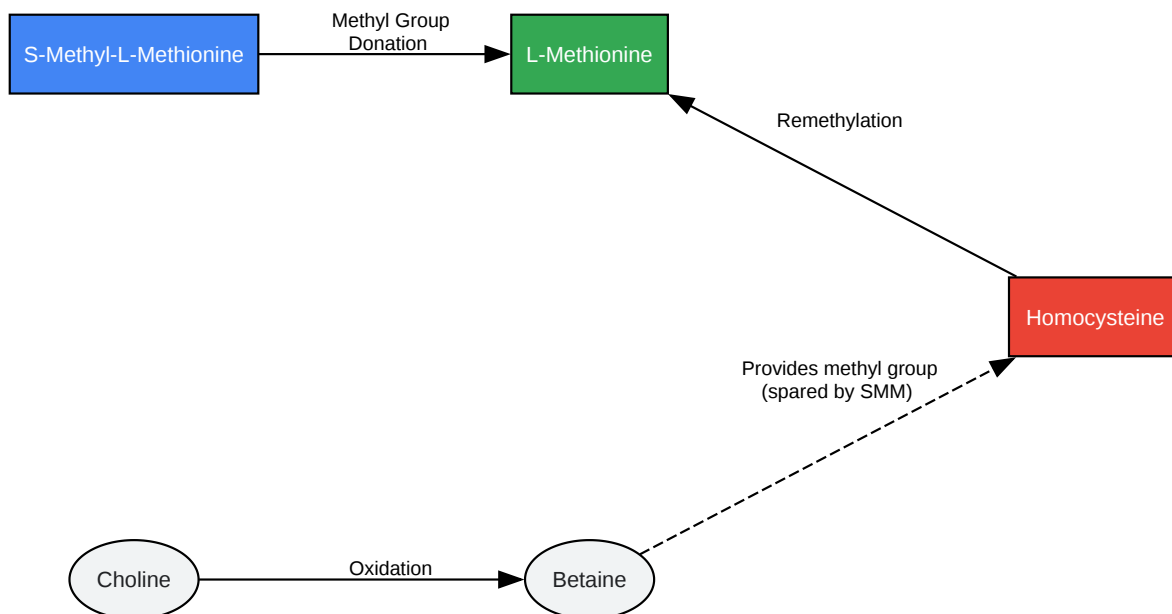 Methyl Group
Donation
S-Methyl-L-Methionine
L-Methionine
Remethylation
Homocysteine
Provides methyl group
(spared by SMM)
Choline
Oxidation
Betaine